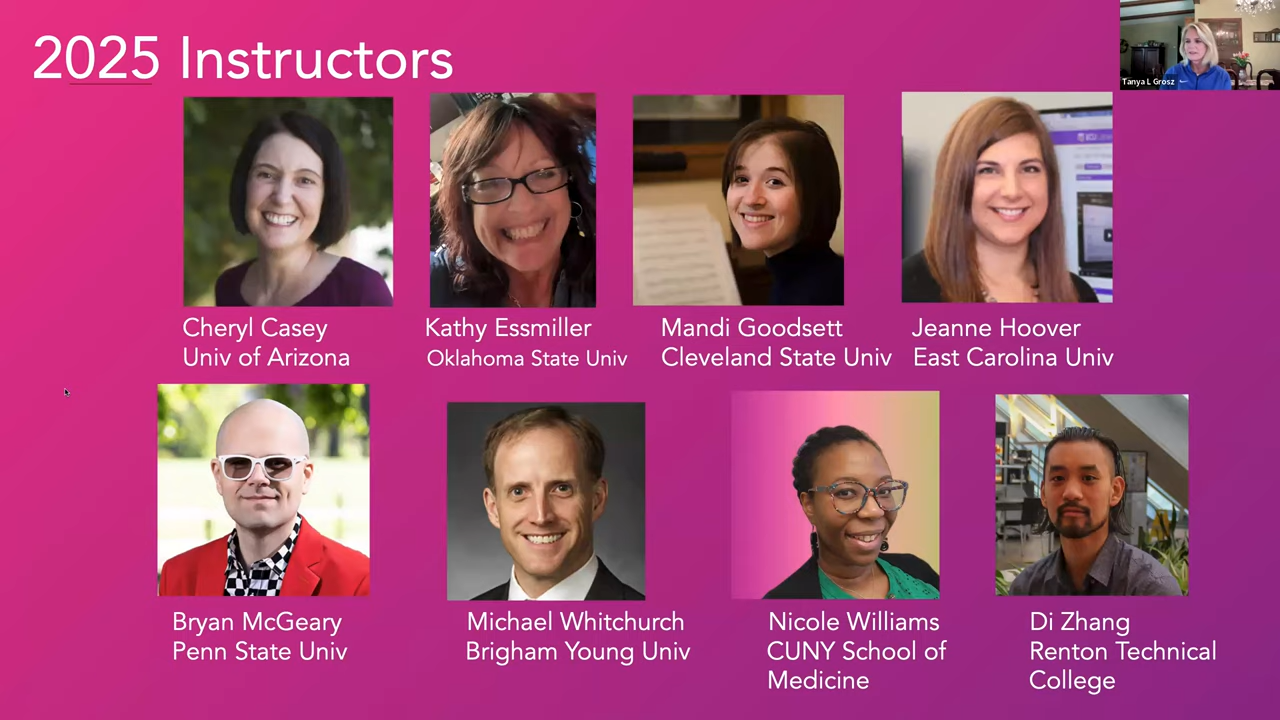 2025 Instructors
Tanya L Grosz
Cheryl Casey
Univ of Arizona
Kathy Essmiller
Oklahoma State Univ
Mandi Goodsett
Cleveland State Univ
Jeanne Hoover
East Carolina Univ
Bryan McGeary
Penn State Univ
Michael Whitchurch
Brigham Young Univ
Nicole Williams
CUNY School of
Medicine
Di Zhang
Renton Technical
College